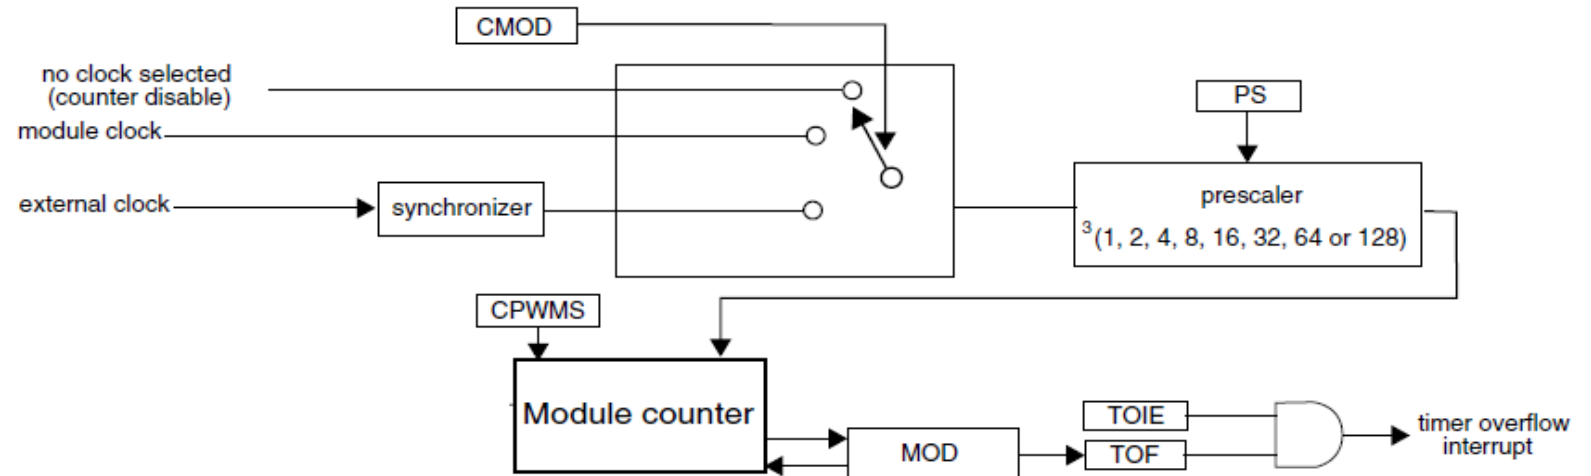 CMOD
no clock selected
(counter disable)
module clock
PS
external clock
synchronizer
prescaler
3(1, 2, 4, 8, 16, 32, 64 or 128)
CPWMS
Module counter
TOIE
MOD
TOF
timer overflow
interrupt